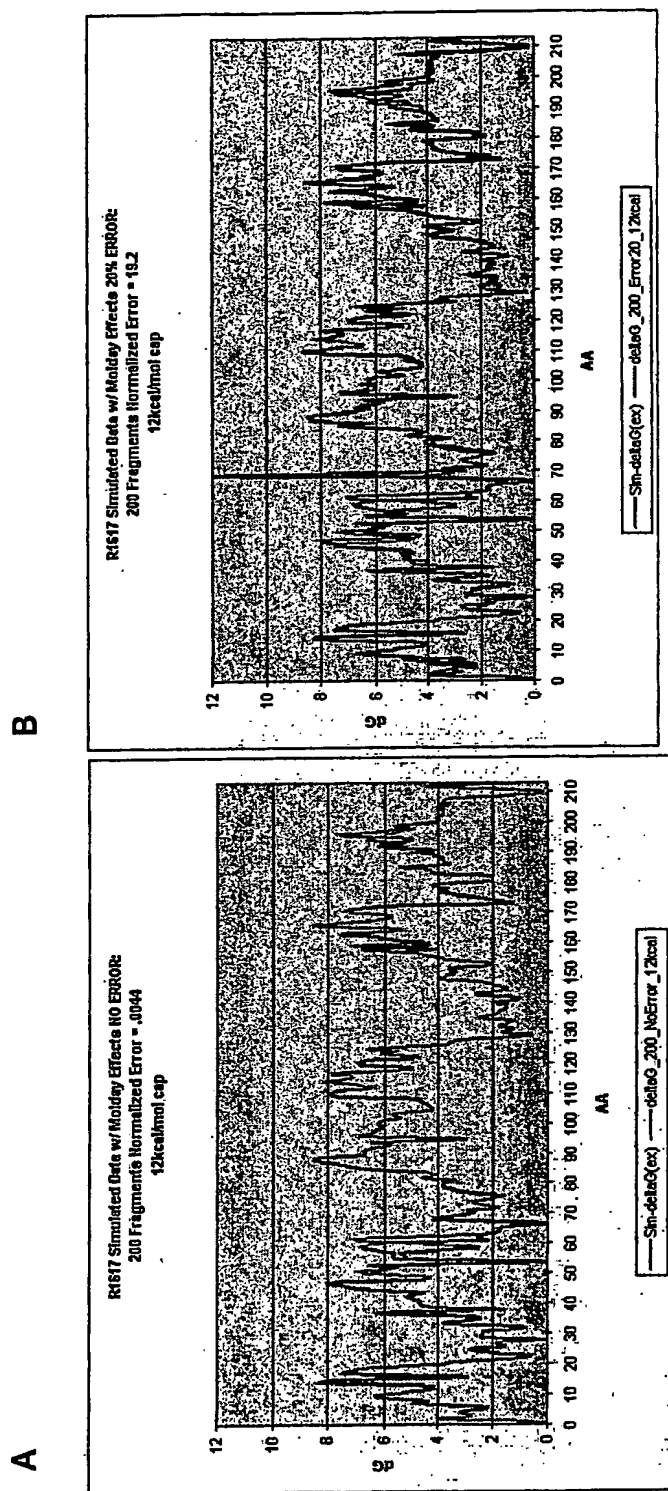 A
RI617 Simulated Data w/ Molday Effects NO ERROR:
200 Fragments Normalized Error = .0044
12kcal/mol cap
12
10
8
6
4
2
0
dG
0 10 20 30 40 50 60 70 80 90 100 110 120 130 140 150 160 170 180 190 200 210
AA
Sim-deltaG(ex) deltaG_200_NoError_12kcal
B
RI617 Simulated Data w/ Molday Effects 20% ERROR:
200 Fragments Normalized Error = 19.2
12kcal/mol cap
12
10
8
6
4
2
0
dG
0 10 20 30 40 50 60 70 80 90 100 110 120 130 140 150 160 170 180 190 200 210
AA
Sim-deltaG(ex) deltaG_200_Error20_12kcal